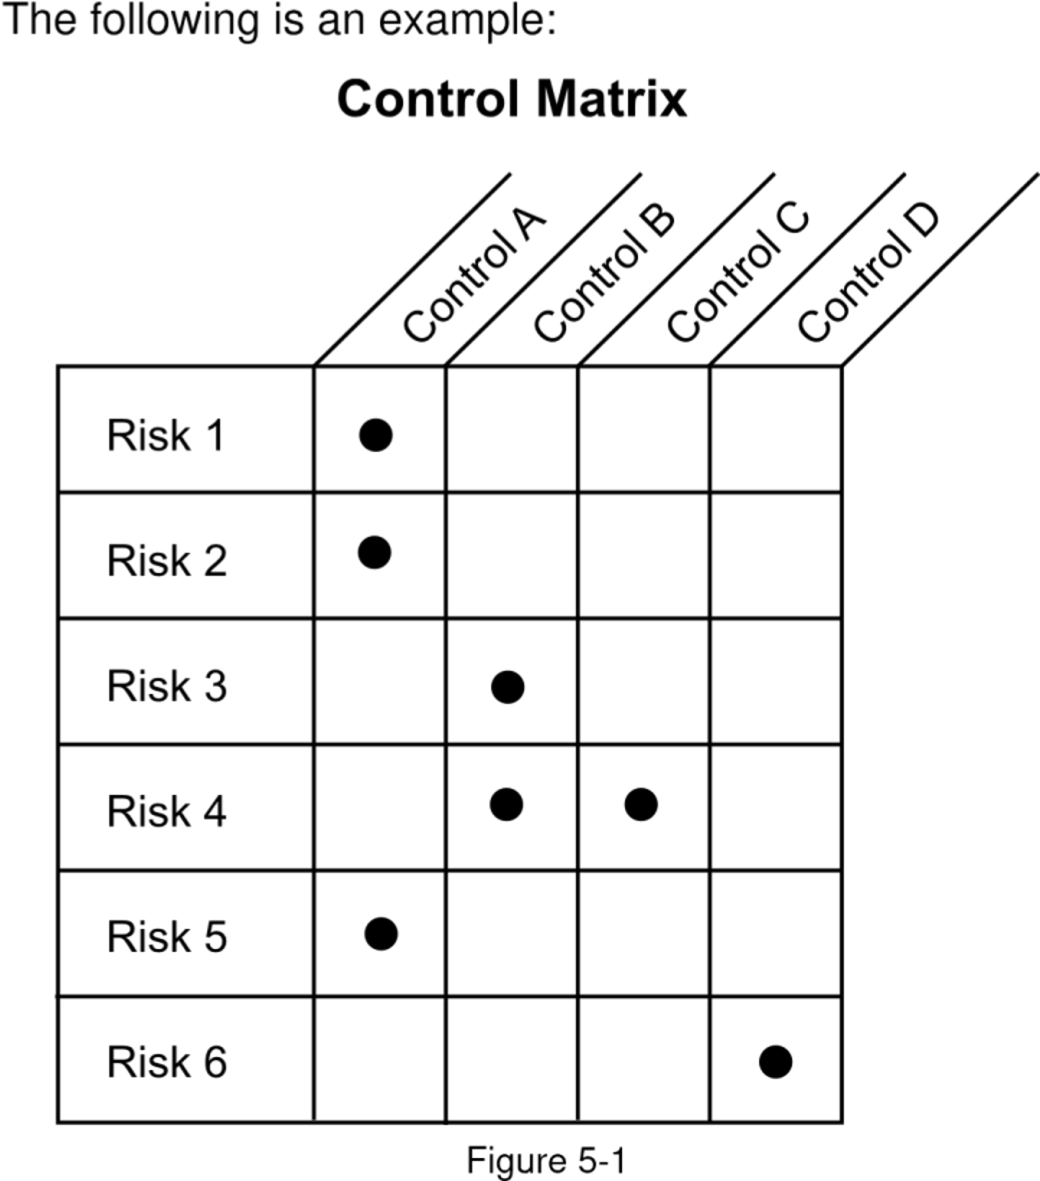 The following is an example:
Control Matrix
Control A
Control B
Control C
Control D
Risk 1
Risk 2
Risk 3
Risk 4
Risk 5
Risk 6
Figure 5-1